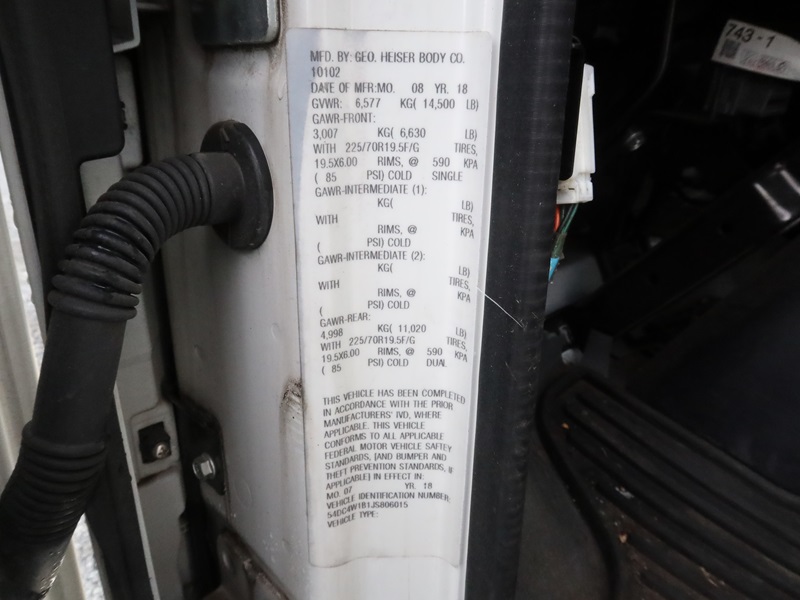 MFD. BY: GEO. HEISER BODY CO.
10102
DATE OF MFR:MO. 08 YR. 18
GVWR: 6,577 KG( 14,500 LB)
GAWR-FRONT:
3,007 KG( 6,630 LB)
WITH 225/70R19.5F/G TIRES,
19.5X6.00 RIMS, @ 590 KPA
( 85 PSI) COLD SINGLE
GAWR-INTERMEDIATE (1):
KG( LB)
WITH TIRES,
RIMS, @ KPA
( PSI) COLD
GAWR-INTERMEDIATE (2):
KG( LB)
WITH TIRES,
RIMS, @ KPA
( PSI) COLD
GAWR-REAR:
4,998 KG( 11,020 LB)
WITH 225/70R19.5F/G TIRES,
19.5X6.00 RIMS, @ 590 KPA
( 85 PSI) COLD DUAL
THIS VEHICLE HAS BEEN COMPLETED
IN ACCORDANCE WITH THE PRIOR
MANUFACTURERS' IVD, WHERE
APPLICABLE. THIS VEHICLE
CONFORMS TO ALL APPLICABLE
FEDERAL MOTOR VEHICLE SAFTEY
STANDARDS, [AND BUMPER AND
THEFT PREVENTION STANDARDS, II
APPLICABLE] IN EFFECT IN:
MO. 07 YR. 18
VEHICLE IDENTIFICATION NUMBER:
54DC4W1B1JS806015
VEHICLE TYPE:
743-1